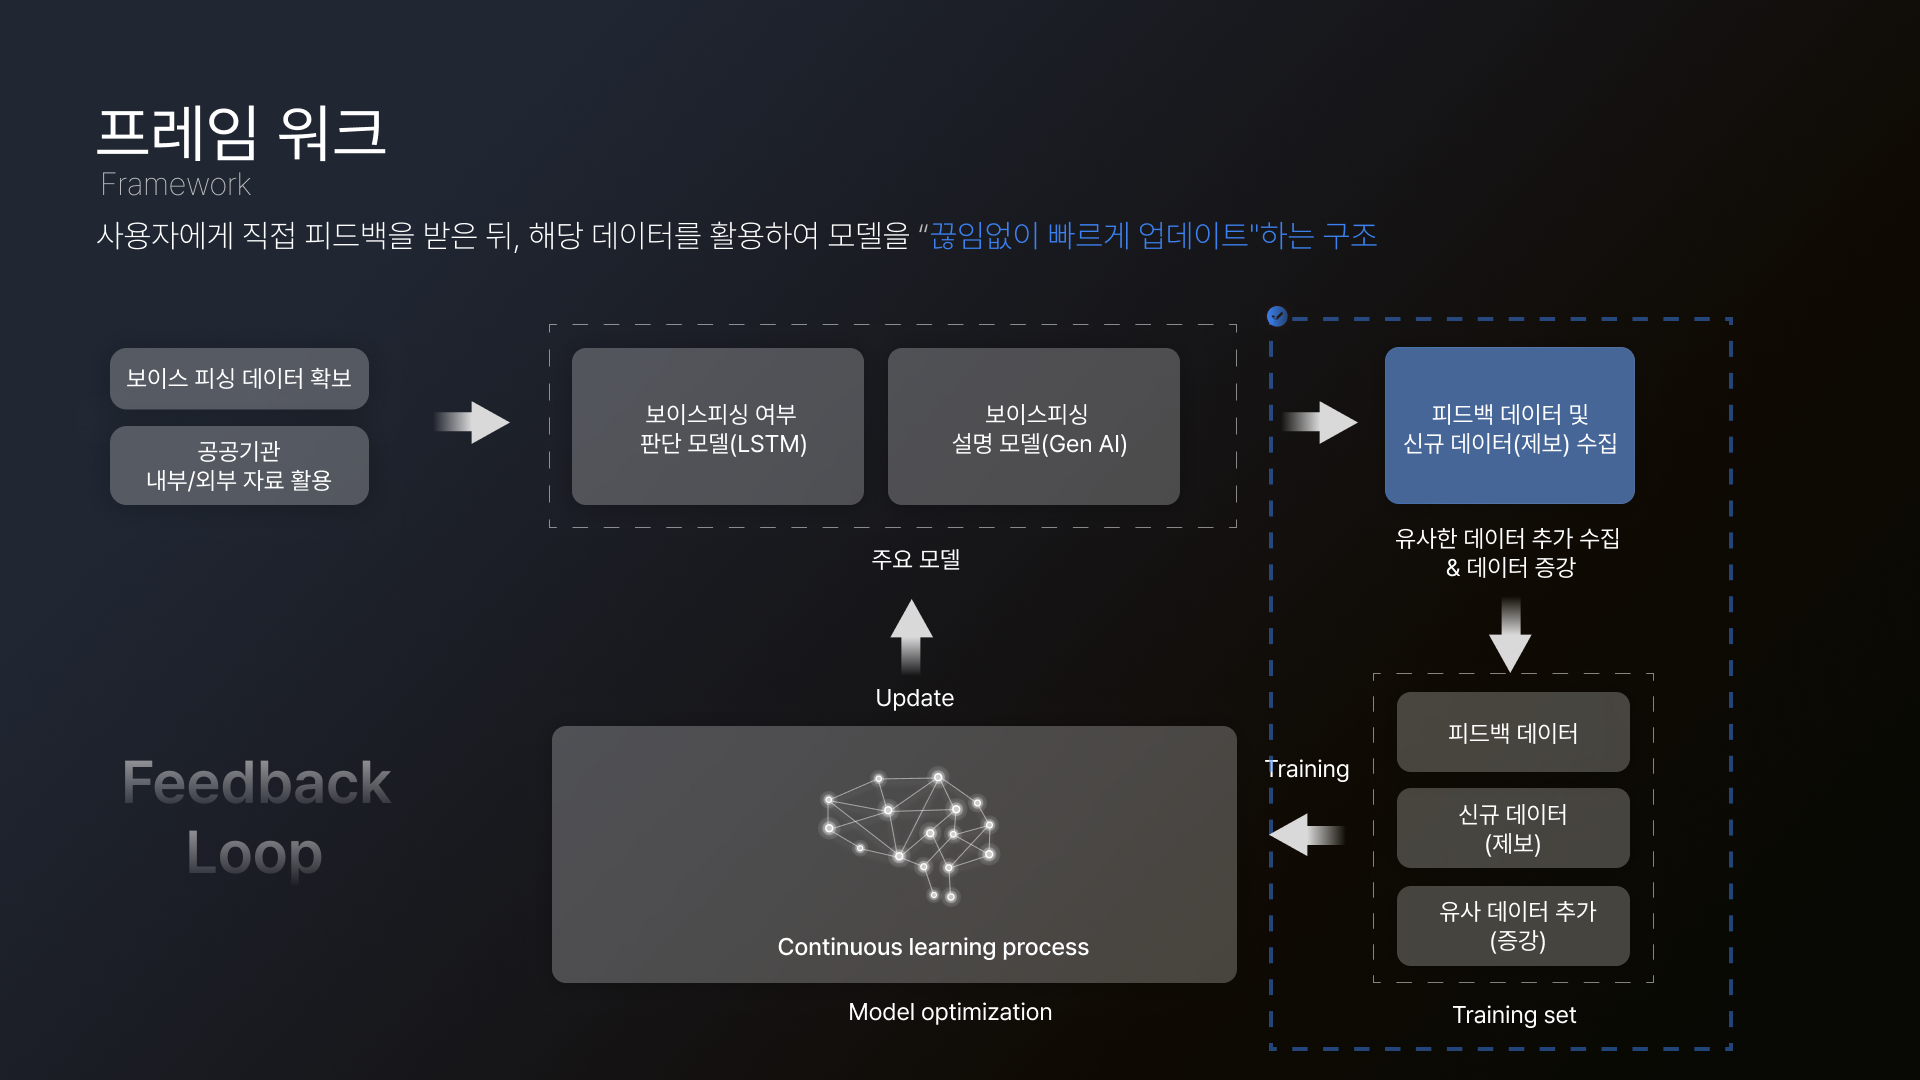 프레임 워크
Framework
사용자에게 직접 피드백을 받은 뒤, 해당 데이터를 활용하여 모델을 “끊임없이 빠르게 업데이트"하는 구조
보이스 피싱 데이터 확보
공공기관
내부/외부 자료 활용
보이스피싱 여부
판단 모델(LSTM)
보이스피싱
설명 모델(Gen AI)
주요 모델
피드백 데이터 및
신규 데이터(제보) 수집
유사한 데이터 추가 수집
& 데이터 증강
피드백 데이터
신규 데이터
(제보)
유사 데이터 추가
(증강)
Training set
Training
Update
Continuous learning process
Model optimization
Feedback
Loop